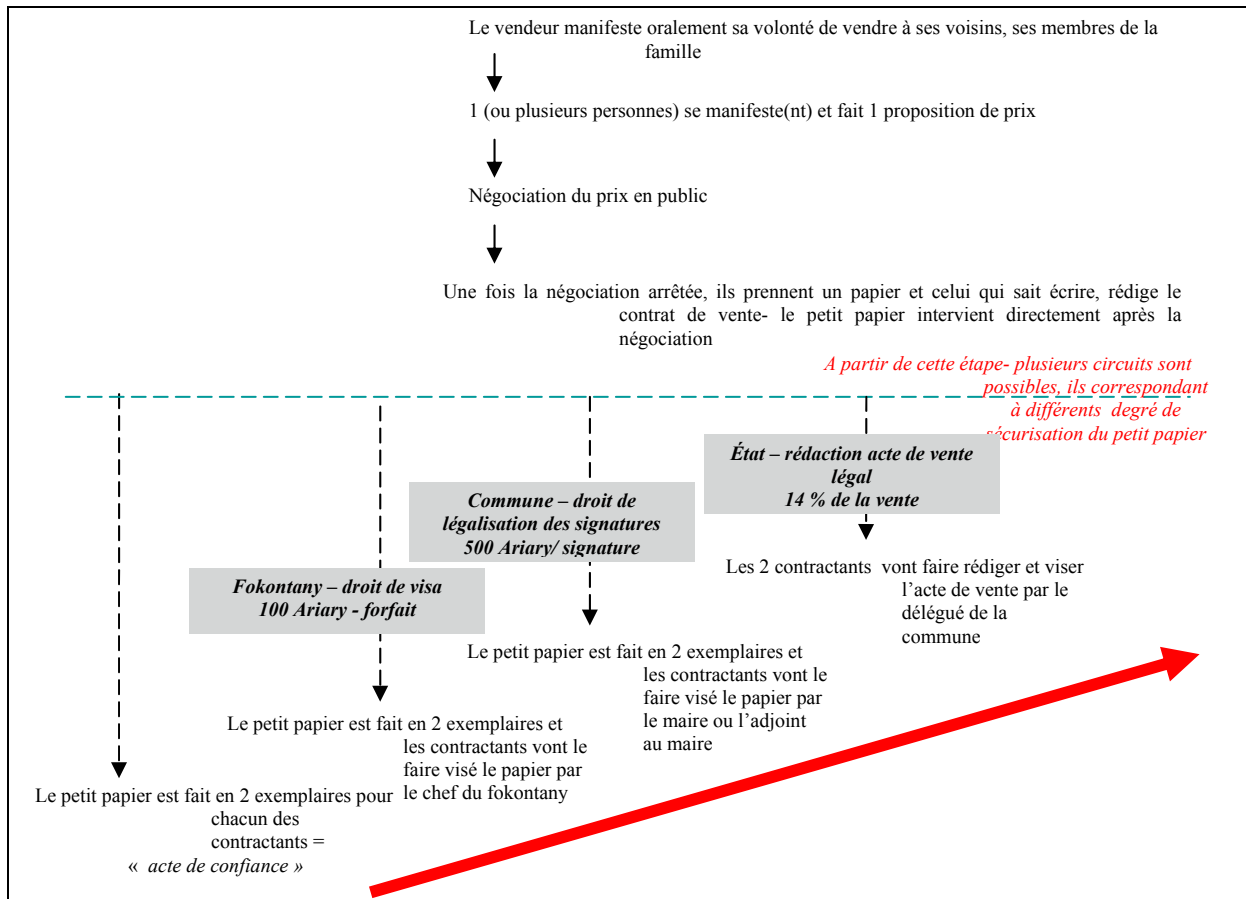 Le vendeur manifeste oralement sa volonté de vendre à ses voisins, ses membres de la
famille
1 (ou plusieurs personnes) se manifeste(nt) et fait 1 proposition de prix
Négociation du prix en public
Une fois la négociation arrêtée, ils prennent un papier et celui qui sait écrire, rédige le
contrat de vente- le petit papier intervient directement après la
négociation
A partir de cette étape- plusieurs circuits sont
possibles, ils correspondant
à différents degré de
sécurisation du petit papier
État – rédaction acte de vente
légal
14 % de la vente
Commune – droit de
légalisation des signatures
500 Ariary/ signature
Fokontany – droit de visa
100 Ariary - forfait
Les 2 contractants vont faire rédiger et viser
l’acte de vente par le
délégué de la
commune
Le petit papier est fait en 2 exemplaires et
les contractants vont le
faire visé le papier par
le maire ou l’adjoint
au maire
Le petit papier est fait en 2 exemplaires et
les contractants vont le
faire visé le papier par
le chef du fokontany
Le petit papier est fait en 2 exemplaires pour
chacun des
contractants =
« acte de confiance »